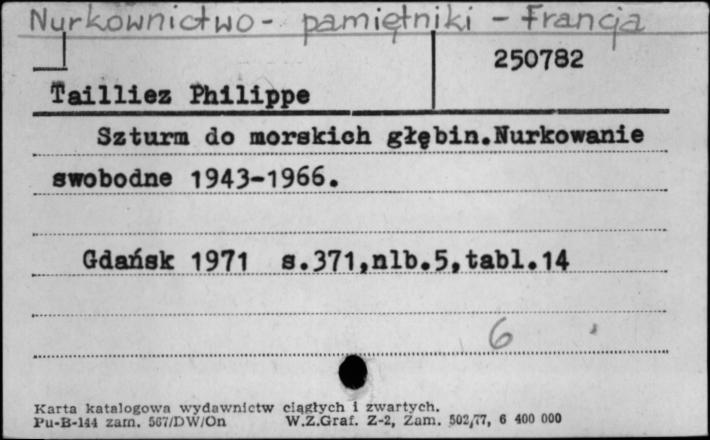 Nurkownictwo - pamiętniki - Francja
250782
Tailliez Philippe
Szturm do morskich głębin.Nurkowanie
swobodne 1943-1966.
Gdańsk 1971 s.371,nlb.5,tabl.14
6
Karta katalogowa wydawnictw ciągłych i zwartych.
Pu-B-144 zam. 567/DW/On W.Z.Graf. Z-2, Zam. 502/77, 6 400 000